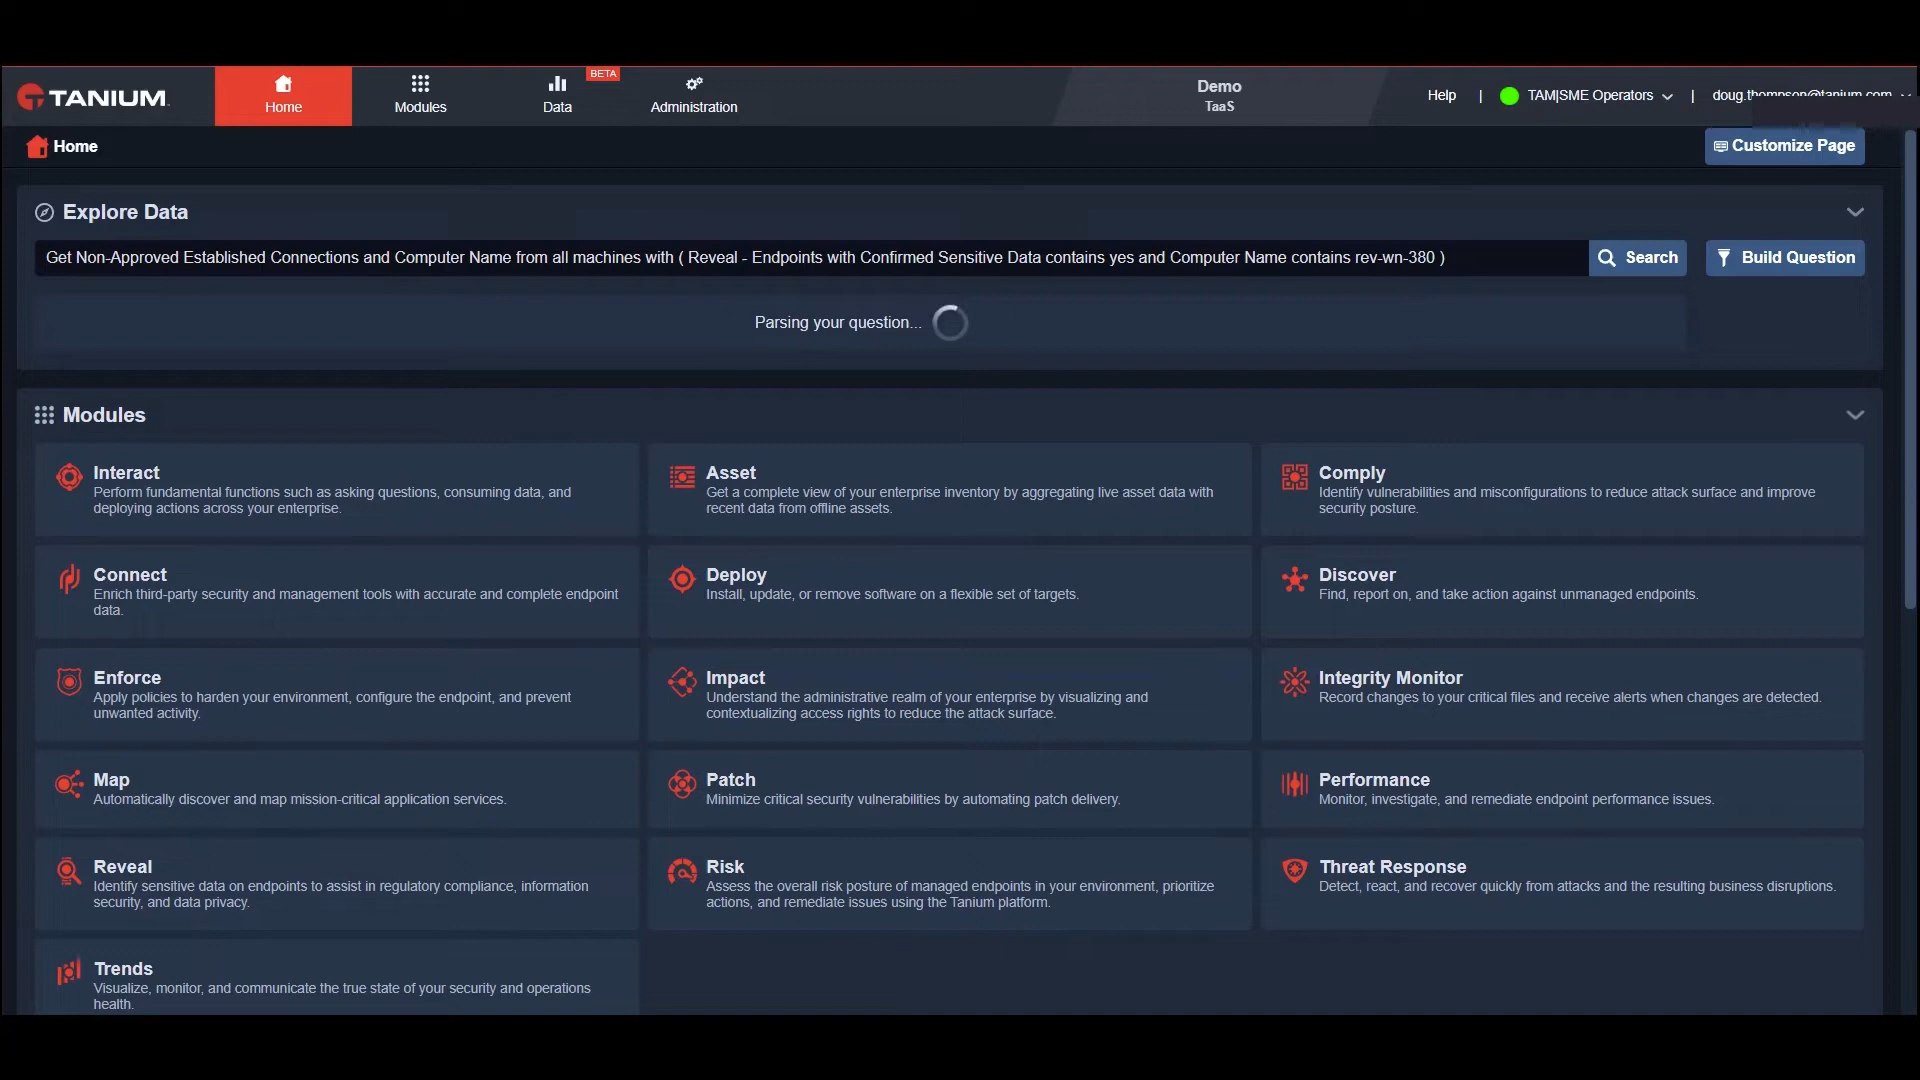 TANIUM
Home
Modules
Data
BETA
Administration
Demo
TaaS
Help
|
TAM|SME Operators
|
doug.thompson@tanium.com
Home
Customize Page
Explore Data
Get Non-Approved Established Connections and Computer Name from all machines with ( Reveal - Endpoints with Confirmed Sensitive Data contains yes and Computer Name contains rev-wn-380 )
Search
Build Question
Parsing your question...
Modules
Interact
Perform fundamental functions such as asking questions, consuming data, and
deploying actions across your enterprise.
Asset
Get a complete view of your enterprise inventory by aggregating live asset data with
recent data from offline assets.
Comply
Identify vulnerabilities and misconfigurations to reduce attack surface and improve
security posture.
Connect
Enrich third-party security and management tools with accurate and complete endpoint
data.
Deploy
Install, update, or remove software on a flexible set of targets.
Discover
Find, report on, and take action against unmanaged endpoints.
Enforce
Apply policies to harden your environment, configure the endpoint, and prevent
unwanted activity.
Impact
Understand the administrative realm of your enterprise by visualizing and
contextualizing access rights to reduce the attack surface.
Integrity Monitor
Record changes to your critical files and receive alerts when changes are detected.
Map
Automatically discover and map mission-critical application services.
Patch
Minimize critical security vulnerabilities by automating patch delivery.
Performance
Monitor, investigate, and remediate endpoint performance issues.
Reveal
Identify sensitive data on endpoints to assist in regulatory compliance, information
security, and data privacy.
Risk
Assess the overall risk posture of managed endpoints in your environment, prioritize
actions, and remediate issues using the Tanium platform.
Threat Response
Detect, react, and recover quickly from attacks and the resulting business disruptions.
Trends
Visualize, monitor, and communicate the true state of your security and operations
health.